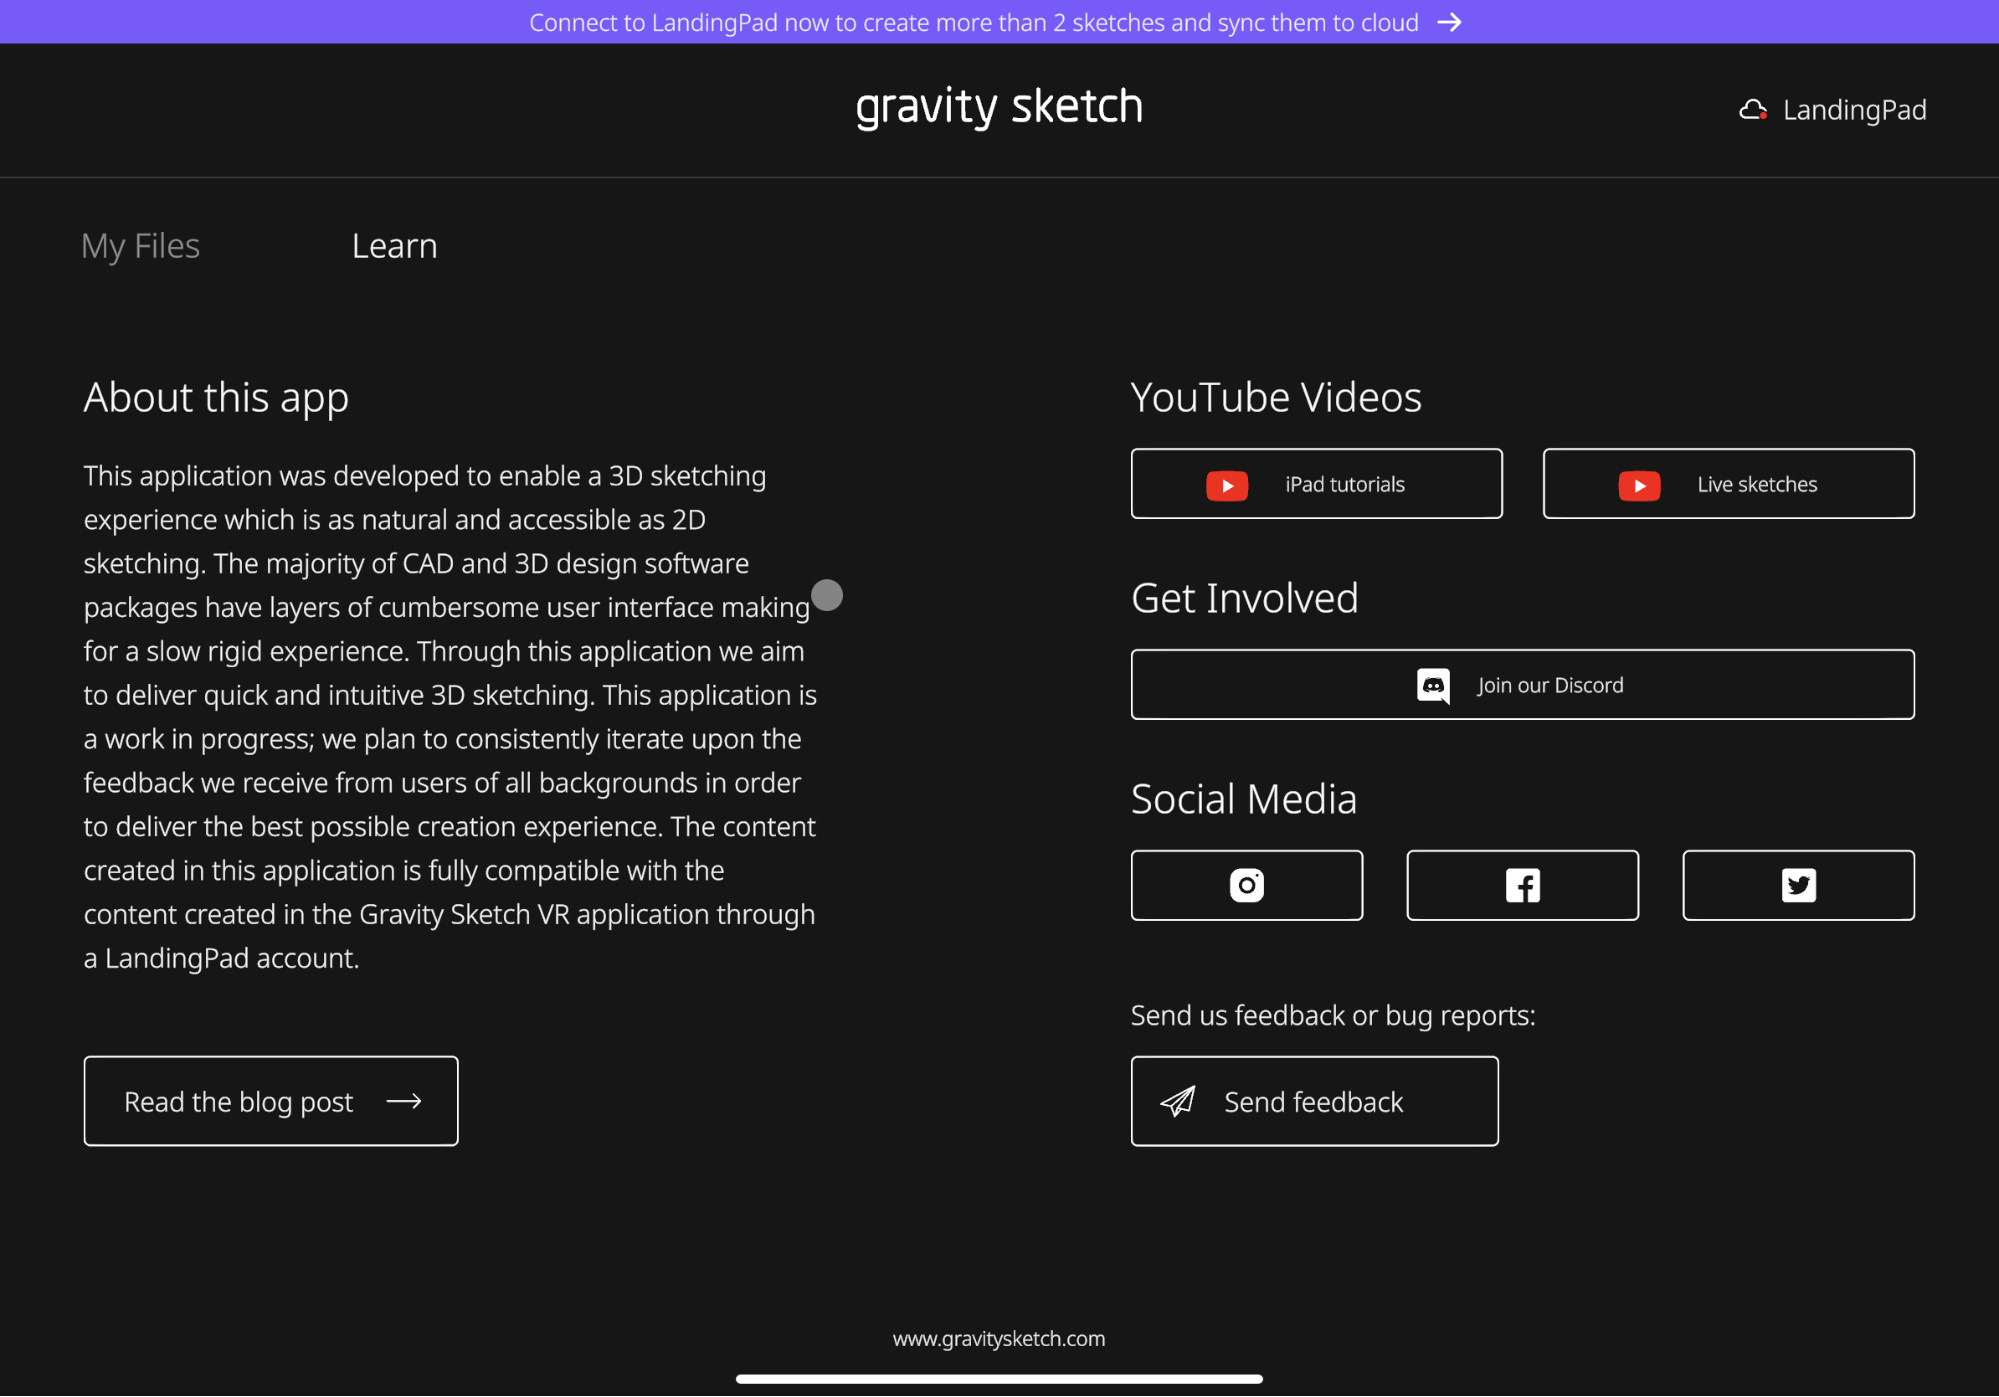 Connect to LandingPad now to create more than 2 sketches and sync them to cloud
gravity sketch
LandingPad
My Files
Learn
About this app
This application was developed to enable a 3D sketching
experience which is as natural and accessible as 2D
sketching. The majority of CAD and 3D design software
packages have layers of cumbersome user interface making
for a slow rigid experience. Through this application we aim
to deliver quick and intuitive 3D sketching. This application is
a work in progress; we plan to consistently iterate upon the
feedback we receive from users of all backgrounds in order
to deliver the best possible creation experience. The content
created in this application is fully compatible with the
content created in the Gravity Sketch VR application through
a LandingPad account.
Read the blog post
YouTube Videos
iPad tutorials
Live sketches
Get Involved
Join our Discord
Social Media
Send us feedback or bug reports:
Send feedback
www.gravitysketch.com